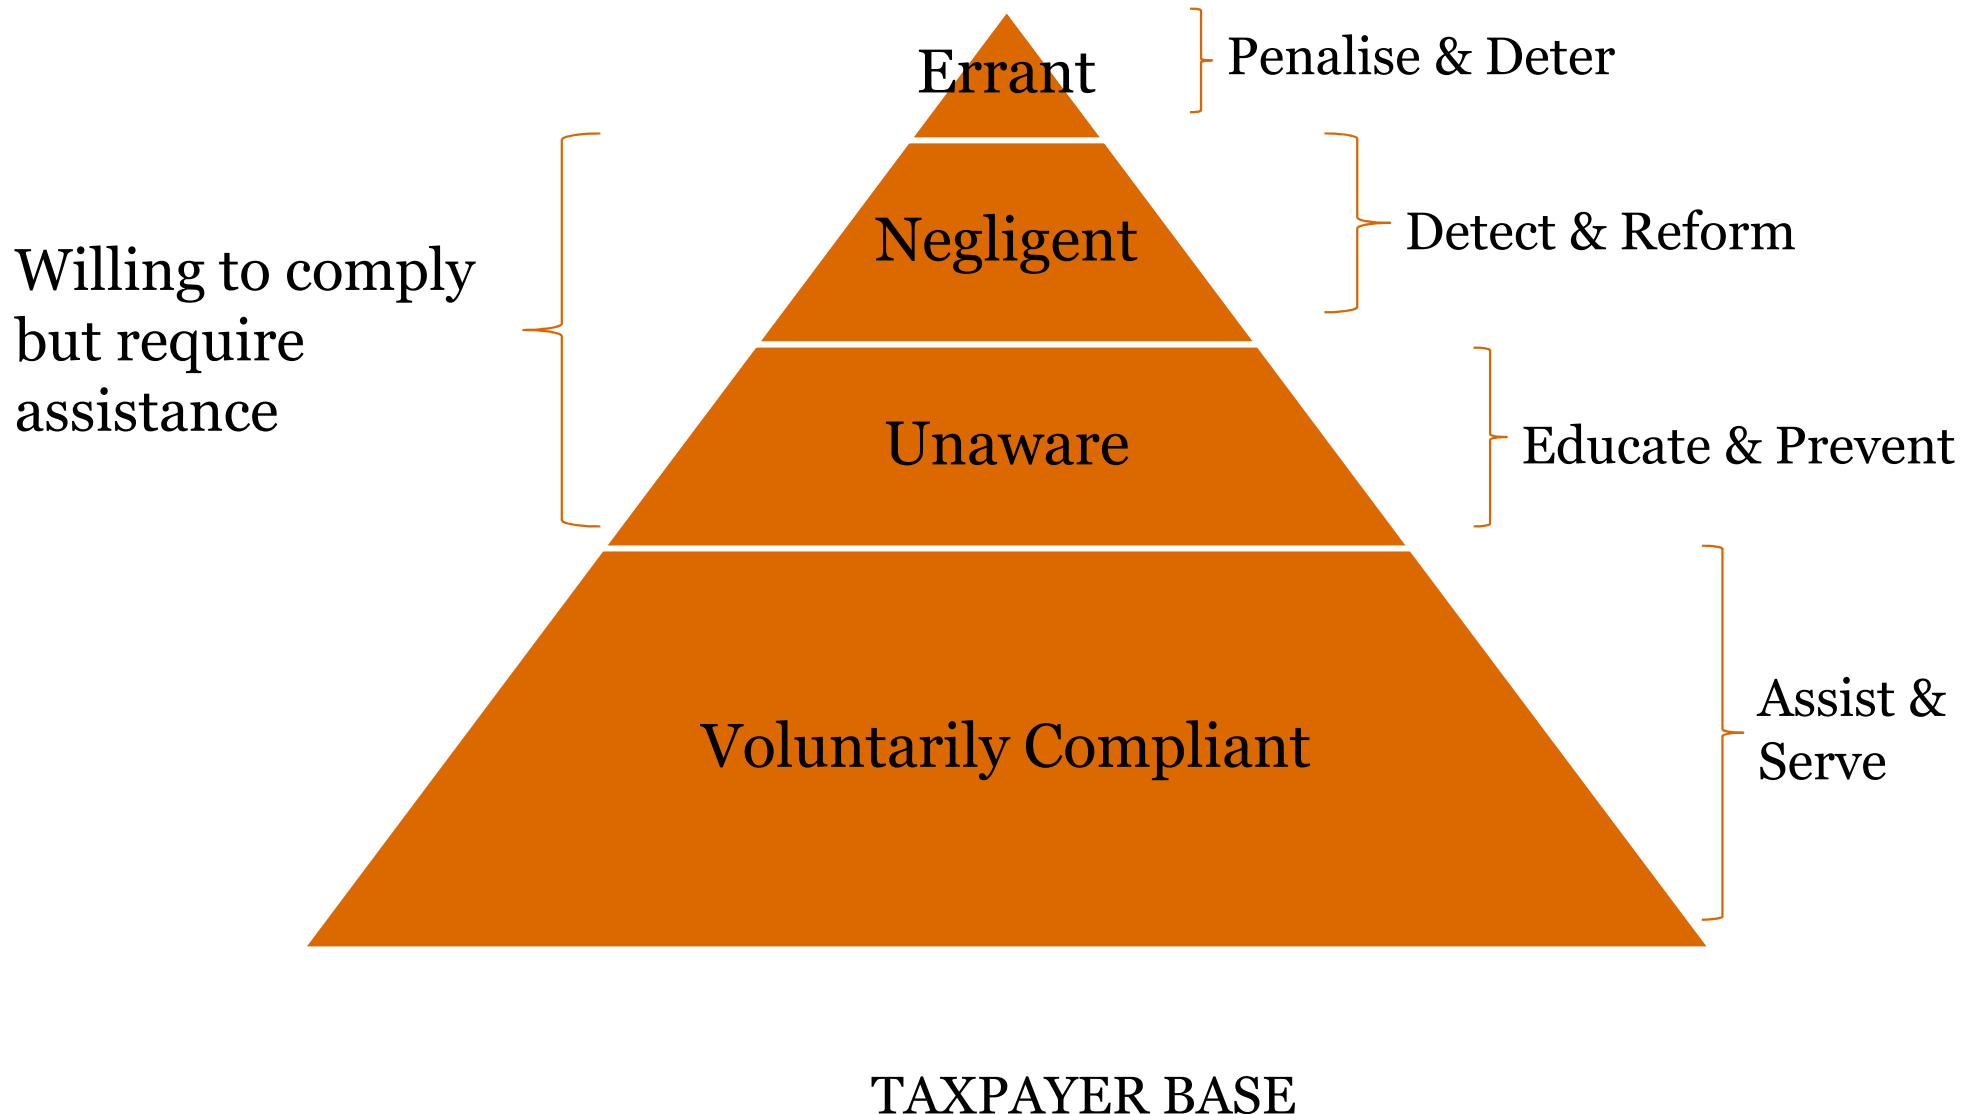 Errant
Penalise & Deter
Negligent
Detect & Reform
Willing to comply
but require
assistance
Unaware
Educate & Prevent
Voluntarily Compliant
Assist &
Serve
TAXPAYER BASE